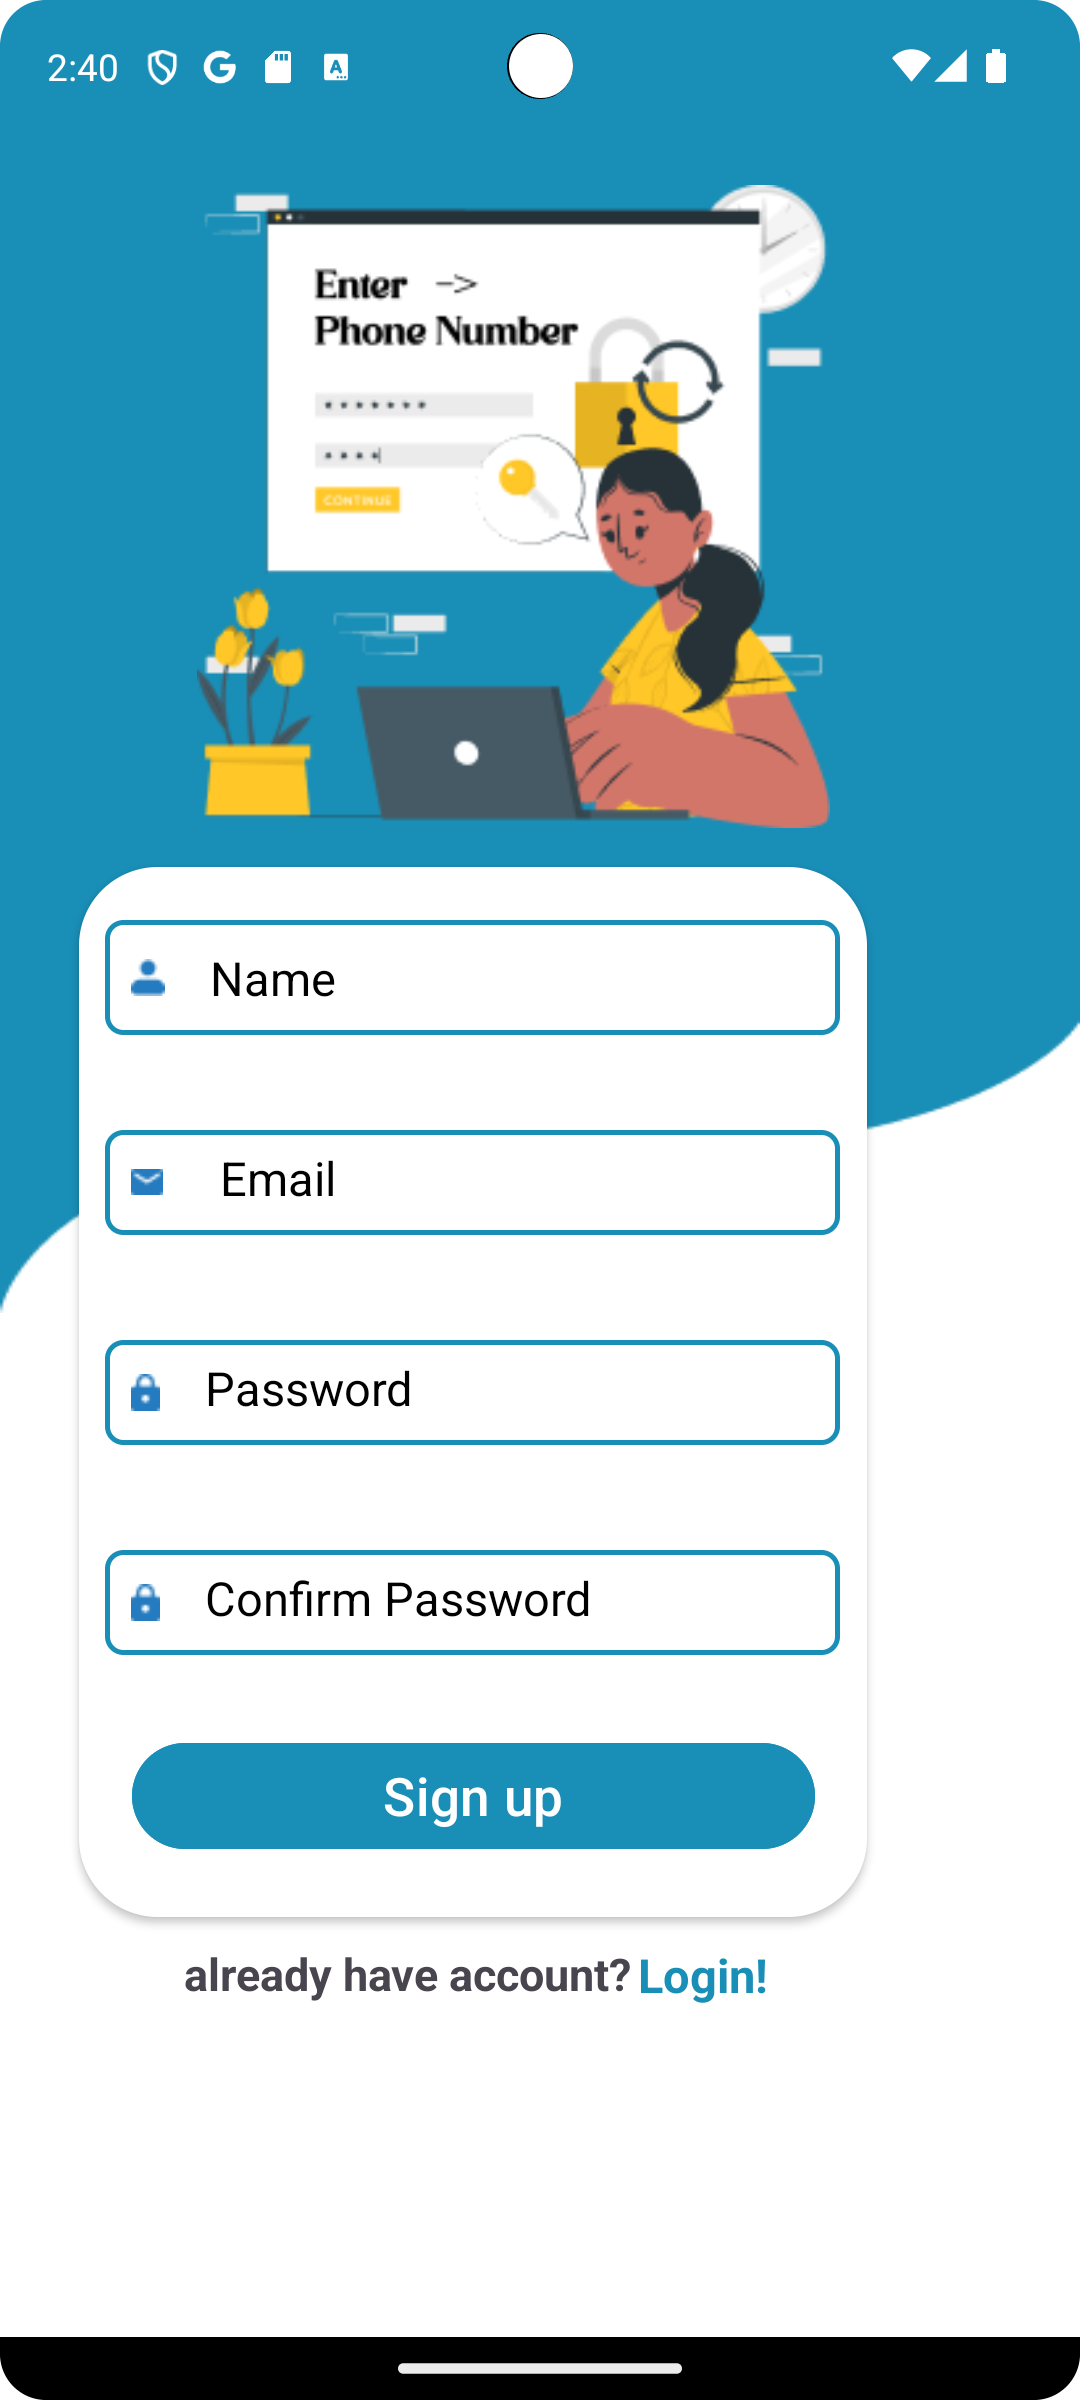 2:40
Enter ->
Phone Number
CONTINUE
Name
Email
Password
Confirm Password
Sign up
already have account? Login!